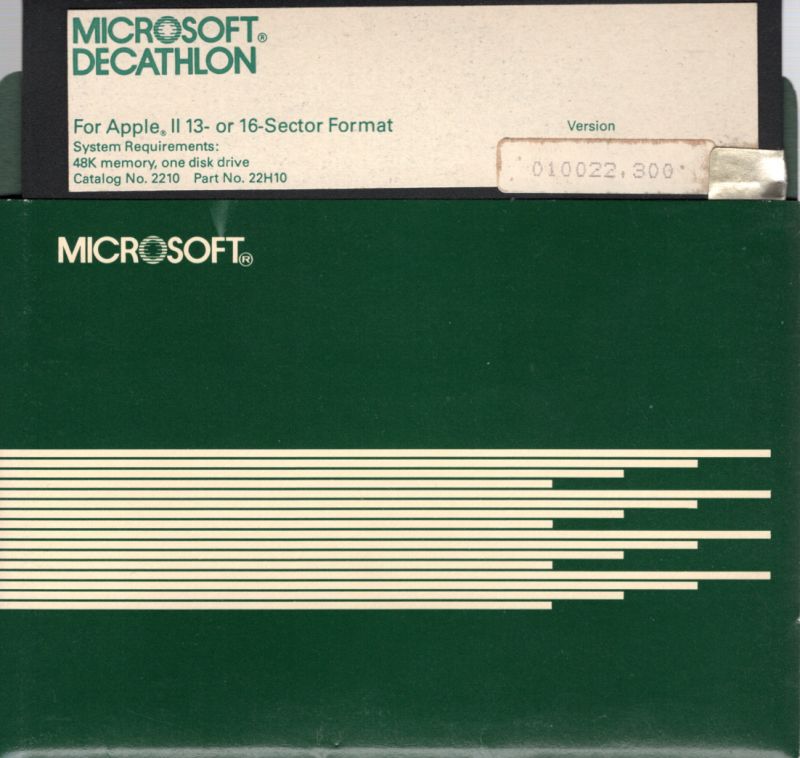 MICROSOFT®
DECATHLON
For Apple® II 13- or 16-Sector Format
Version
System Requirements:
48K memory, one disk drive
010022.300
Catalog No. 2210 Part No. 22H10
MICROSOFT®